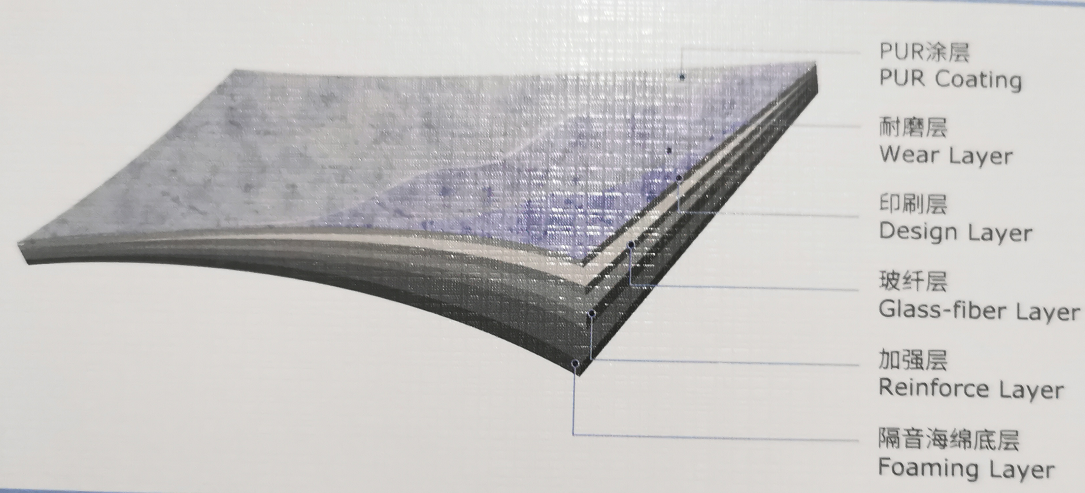 PUR涂层
PUR Coating
耐磨层
Wear Layer
印刷层
Design Layer
玻纤层
Glass-fiber Layer
加强层
Reinforce Layer
隔音海绵底层
Foaming Layer